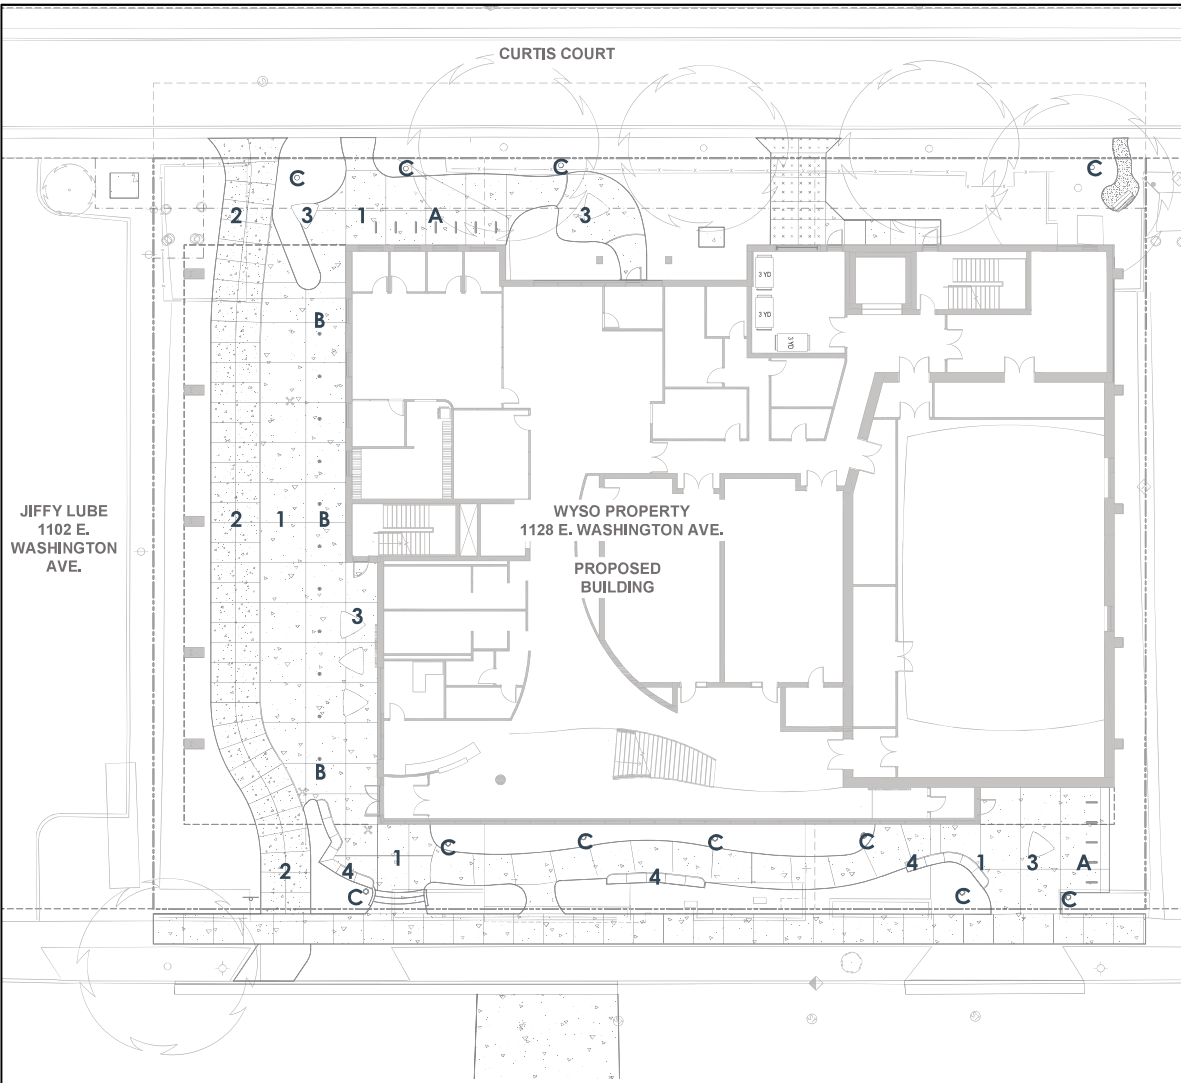 CURTIS COURT
C
C
C
C
2
3
1
A
3
3 YD
3 YD
3 YD
B
JIFFY LUBE
1102 E.
WASHINGTON
AVE.
2
1
B
WYSO PROPERTY
1128 E. WASHINGTON AVE.
PROPOSED
BUILDING
3
B
C
C
C
C
1
2
4
4
4
1
3
A
C
C
C